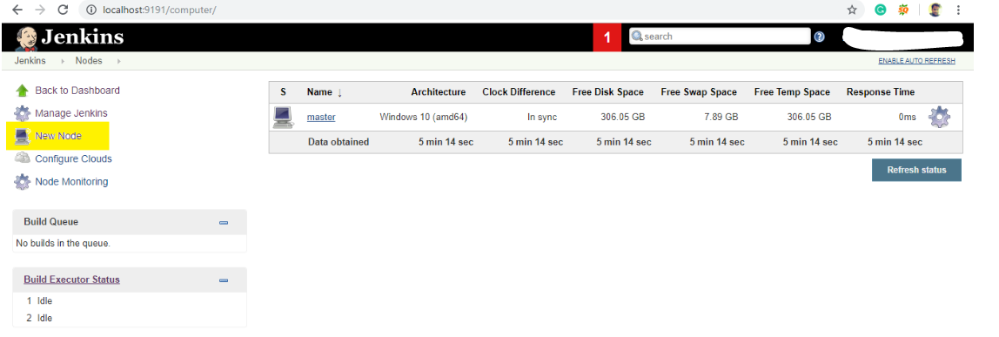 localhost:9191/computer/
Jenkins 1 search
Jenkins Nodes ENABLE AUTO REFRESH
Back to Dashboard
Manage Jenkins
New Node
Configure Clouds
Node Monitoring
S Name ↓ Architecture Clock Difference Free Disk Space Free Swap Space Free Temp Space Response Time
master Windows 10 (amd64) In sync 306.05 GB 7.89 GB 306.05 GB 0ms
Data obtained 5 min 14 sec 5 min 14 sec 5 min 14 sec 5 min 14 sec 5 min 14 sec 5 min 14 sec
Refresh status
Build Queue
No builds in the queue.
Build Executor Status
1 Idle
2 Idle